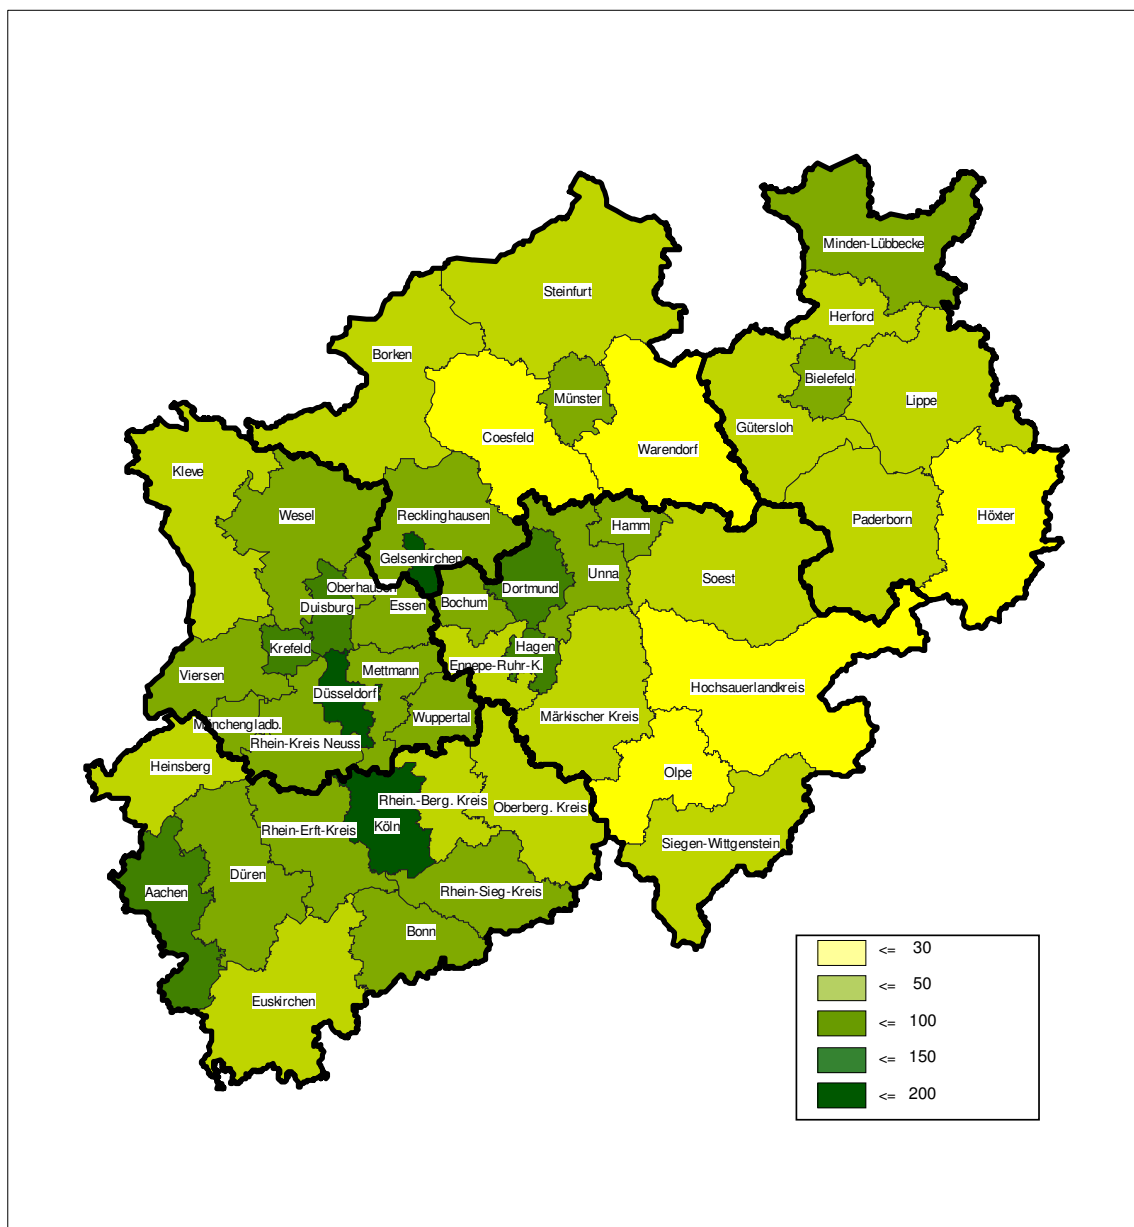 Minden-Lübbecke
Steinfurt
Herford
Borken
Bielefeld
Münster
Lippe
Gütersloh
Coesfeld
Warendorf
Kleve
Wesel
Recklinghausen
Höxter
Paderborn
Hamm
Gelsenkirchen
Unna
Soest
Oberhausen
Dortmund
Duisburg
Essen
Bochum
Krefeld
Hagen
Ennepe-Ruhr-K.
Viersen
Mettmann
Hochsauerlandkreis
Düsseldorf
Wuppertal
Märkischer Kreis
Mönchengladb.
Rhein-Kreis Neuss
Heinsberg
Olpe
Rhein.-Berg. Kreis
Oberberg. Kreis
Köln
Rhein-Erft-Kreis
Siegen-Wittgenstein
Düren
Aachen
Rhein-Sieg-Kreis
Bonn
Euskirchen
<= 30
<= 50
<= 100
<= 150
<= 200